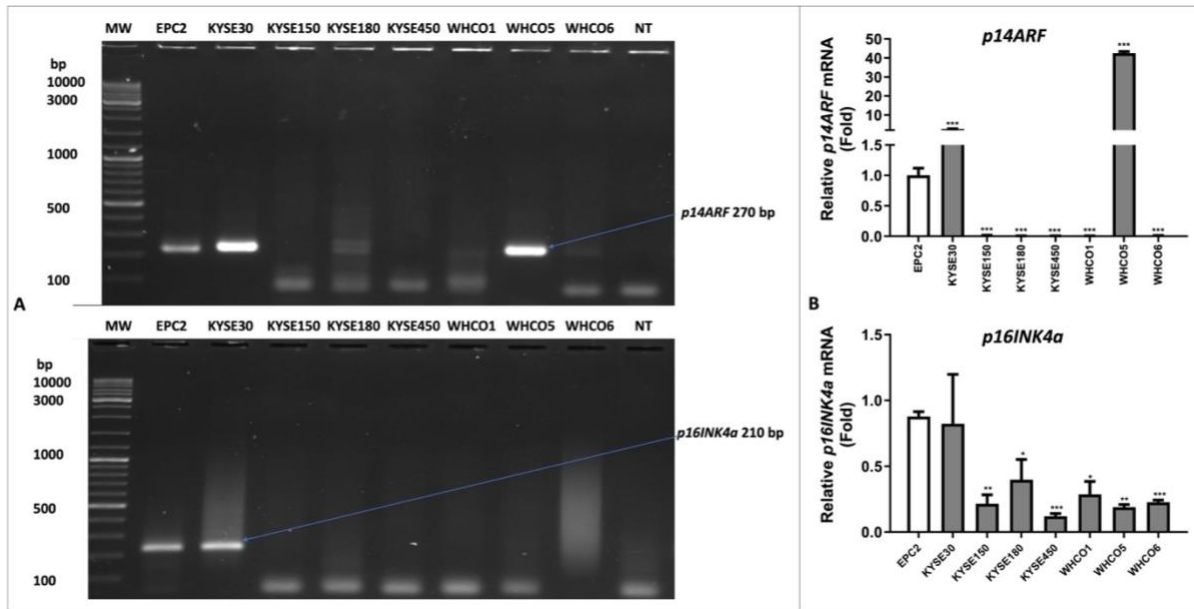 MW EPC2 KYSE30 KYSE150 KYSE180 KYSE450 WHCO1 WHCO5 WHCO6 NT
bp
10000
3000
1000
500
100
p14ARF 270 bp
A
MW EPC2 KYSE30 KYSE150 KYSE180 KYSE450 WHCO1 WHCO5 WHCO6 NT
bp
10000
3000
1000
500
100
p16INK4a 210 bp
p14ARF
Relative p14ARF mRNA
(Fold)
50
40
30
20
10
1.5
1.0
0.5
0.0
*** *** *** *** *** *** ***
EPC2 KYSE30 KYSE150 KYSE180 KYSE450 WHCO1 WHCO5 WHCO6
B
p16INK4a
Relative p16INK4a mRNA
(Fold)
1.5
1.0
0.5
0.0
** * *** * ** ***
EPC2 KYSE30 KYSE150 KYSE180 KYSE450 WHCO1 WHCO5 WHCO6